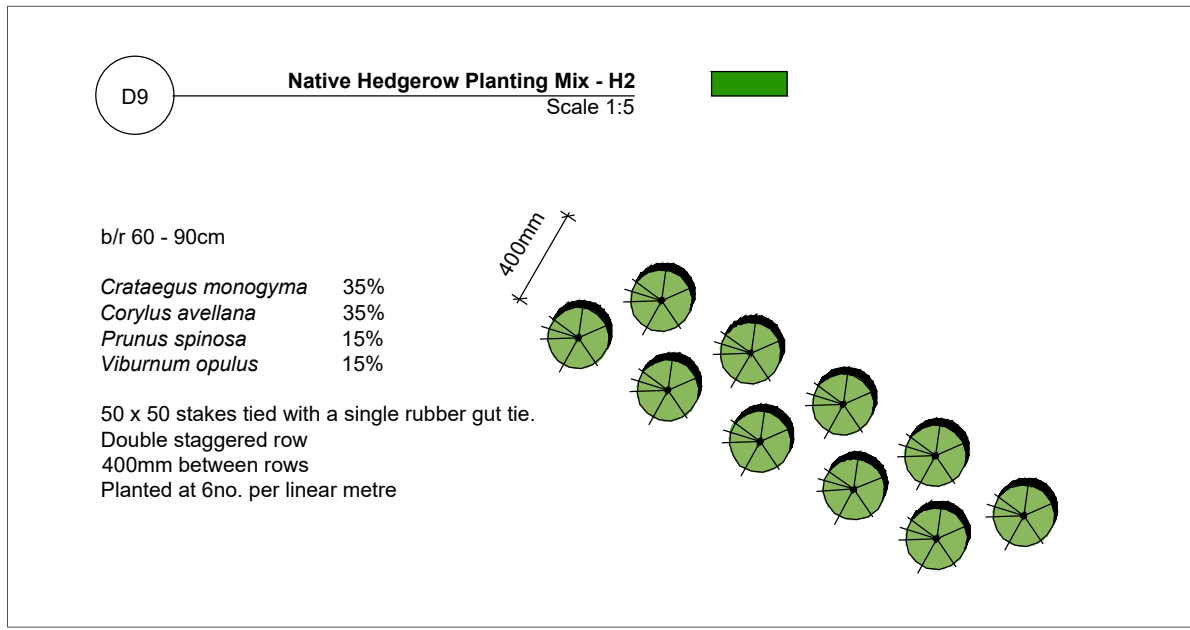 D9
Native Hedgerow Planting Mix - H2
Scale 1:5
400mm
b/r 60 - 90cm
Crataegus monogyma 35%
Corylus avellana 35%
Prunus spinosa 15%
Viburnum opulus 15%
50 x 50 stakes tied with a single rubber gut tie.
Double staggered row
400mm between rows
Planted at 6no. per linear metre